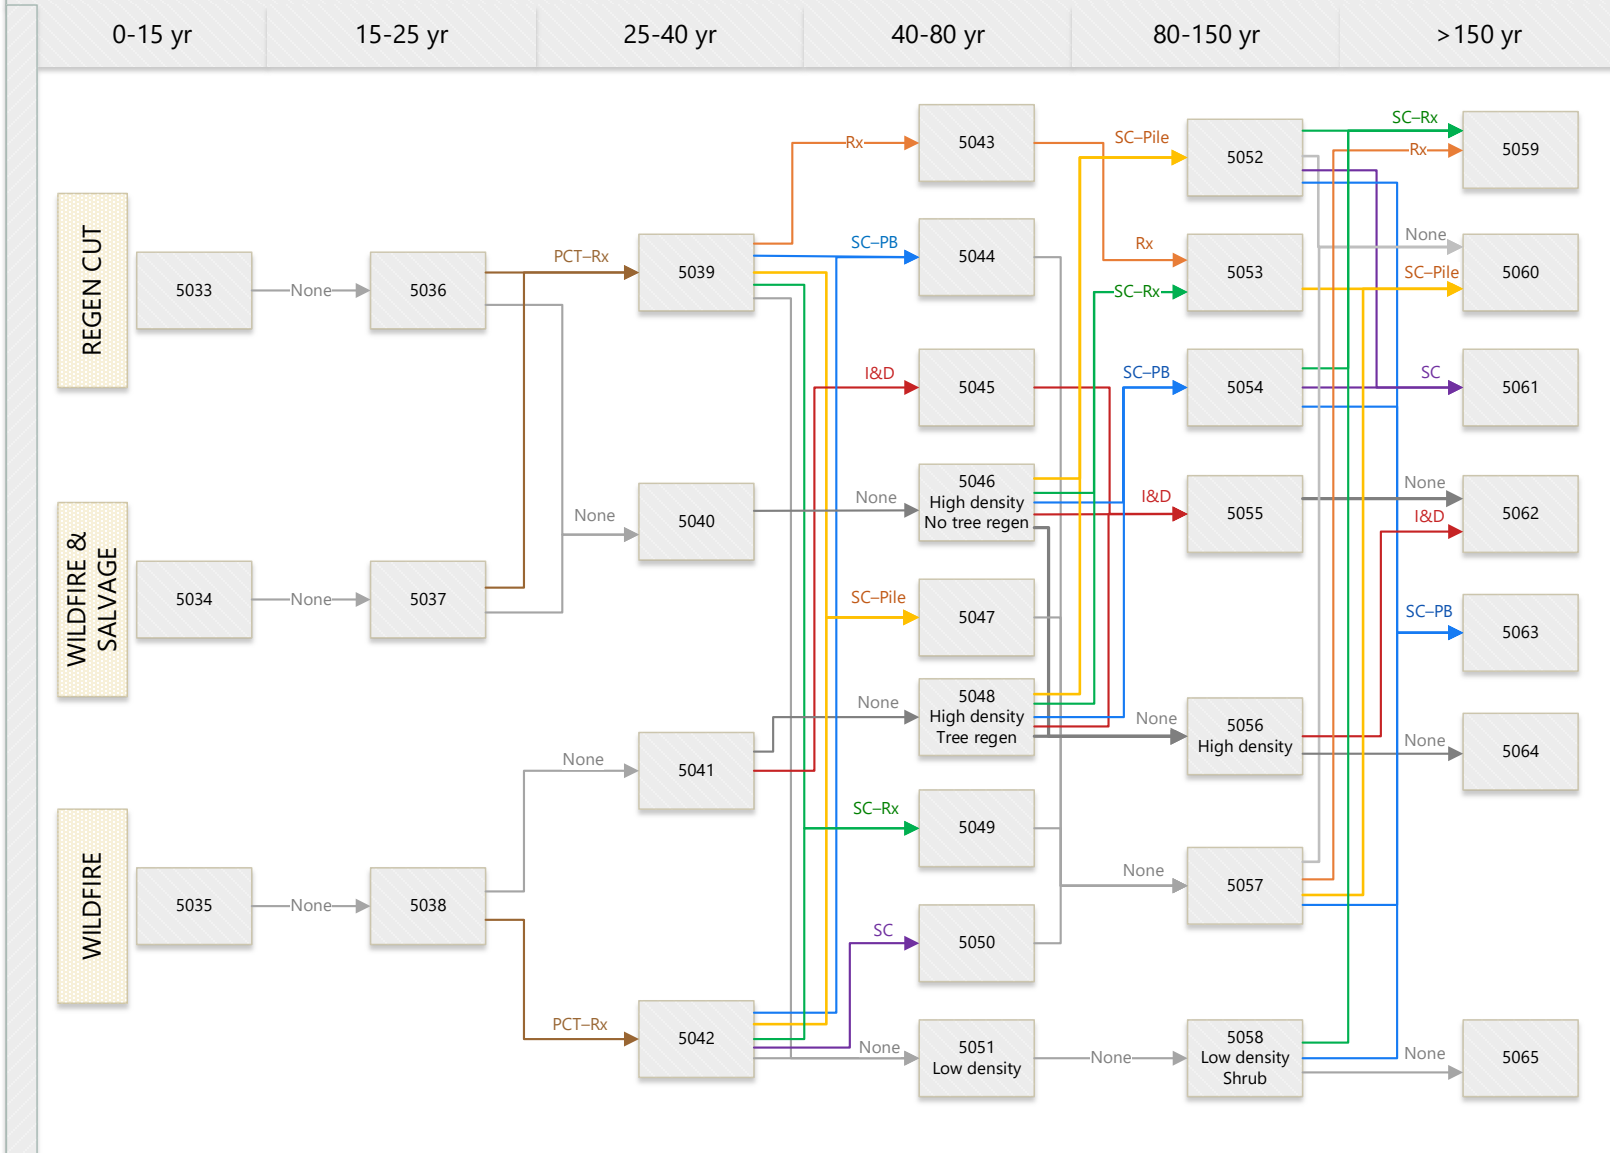 0-15 yr
15-25 yr
25-40 yr
40-80 yr
80-150 yr
>150 yr
REGEN CUT
WILDFIRE &
SALVAGE
WILDFIRE
5033
None
5036
5034
None
5037
5035
None
5038
PCT–Rx
5039
None
5040
None
5041
PCT–Rx
5042
Rx
5043
SC–PB
5044
I&D
5045
None
5046
High density
No tree regen
SC–Pile
5047
None
5048
High density
Tree regen
SC–Rx
5049
SC
5050
None
5051
Low density
SC–Pile
5052
Rx
5053
SC–Rx
SC–PB
5054
I&D
5055
None
5056
High density
None
5057
None
5058
Low density
Shrub
SC–Rx
Rx
5059
None
SC–Pile
5060
SC
5061
None
I&D
5062
SC–PB
5063
None
5064
None
5065